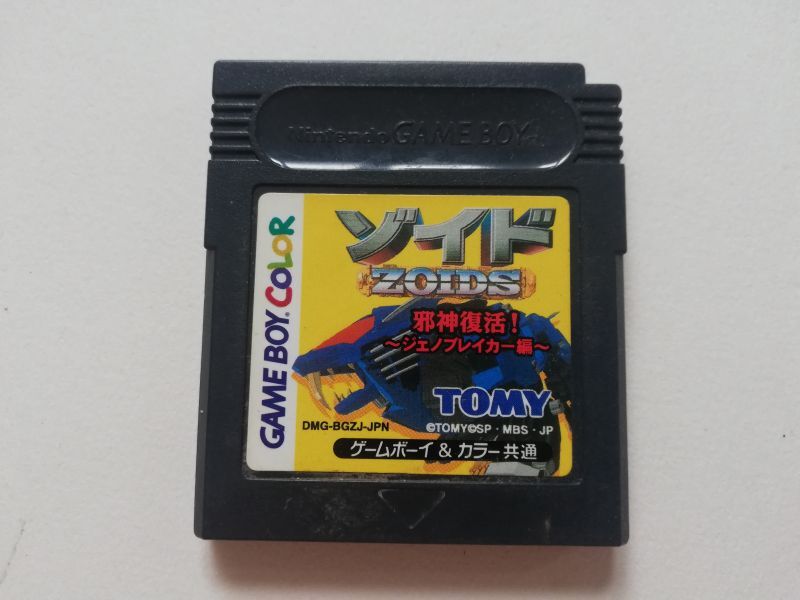 Nintendo GAME BOY
GAME BOY COLOR
ゾイド
ZOIDS
邪神復活！
～ジェノブレイカー編～
TOMY
DMG-BGZJ-JPN
©TOMY©SP・MBS・JP
ゲームボーイ & カラー共通